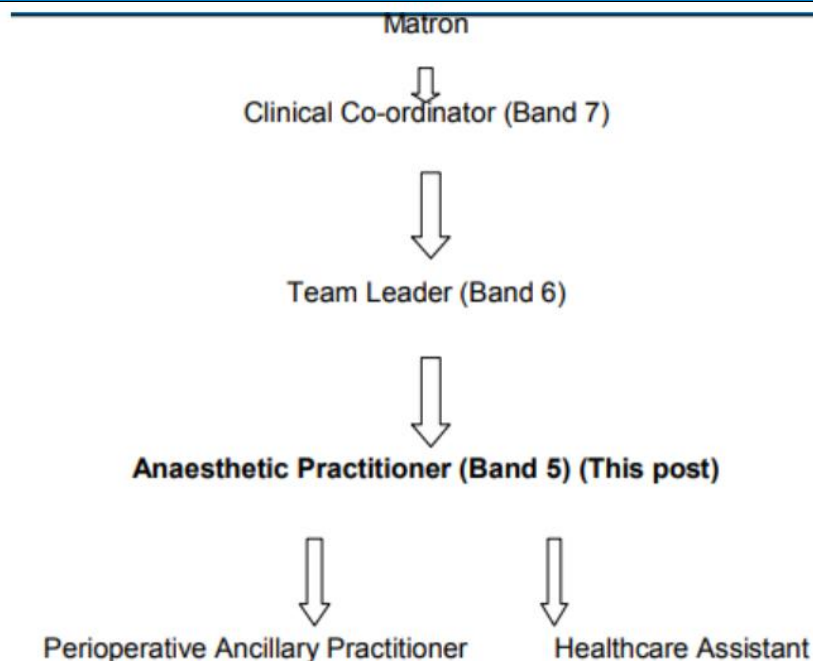 Matron
Clinical Co-ordinator (Band 7)
Team Leader (Band 6)
Anaesthetic Practitioner (Band 5) (This post)
Perioperative Ancillary Practitioner Healthcare Assistant